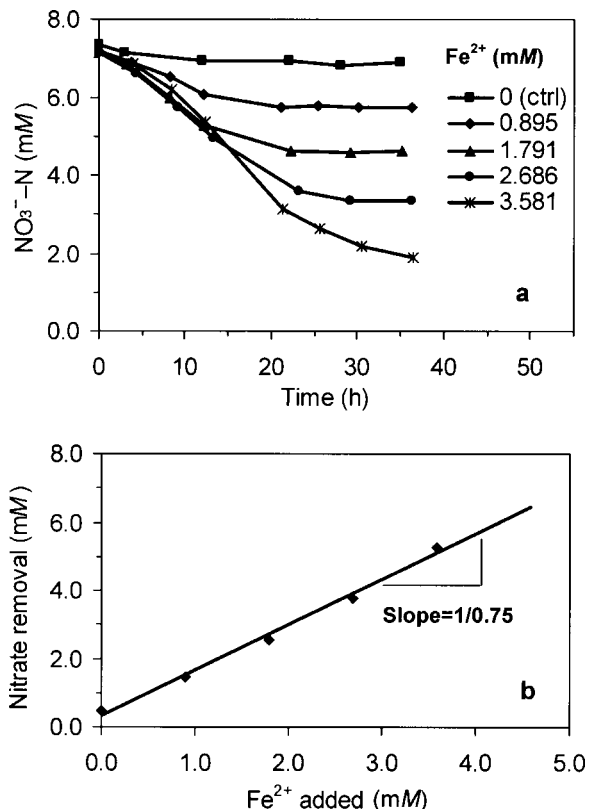 8.0
6.0
4.0
2.0
0.0
NO₃⁻–N (mM)
Fe²⁺ (mM)
0 (ctrl)
0.895
1.791
2.686
3.581
a
0 10 20 30 40 50
Time (h)
8.0
6.0
4.0
2.0
0.0
Nitrate removal (mM)
Slope=1/0.75
b
0.0 1.0 2.0 3.0 4.0 5.0
Fe²⁺ added (mM)